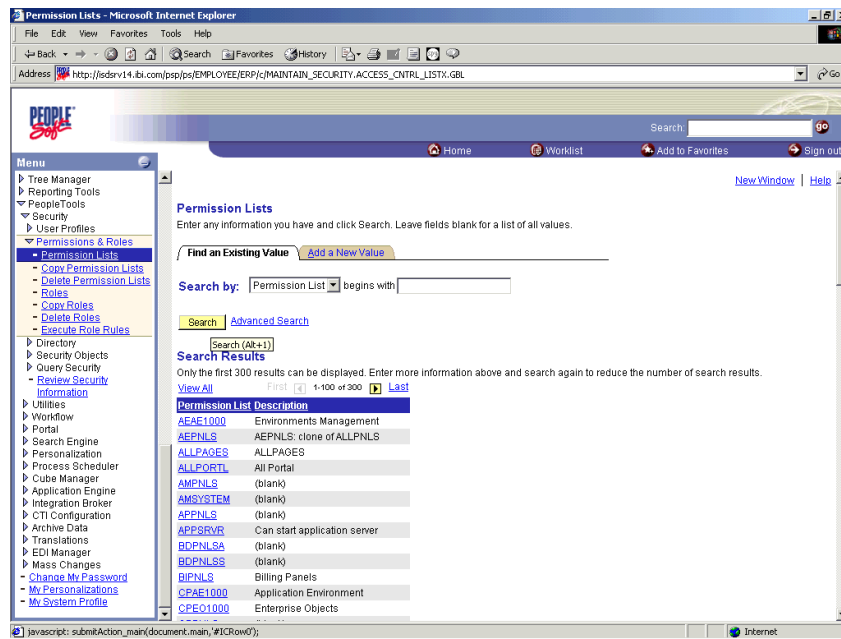 Permission Lists - Microsoft Internet Explorer
File Edit View Favorites Tools Help
Back Search Favorites History
Address http://isdsrv14.ibi.com/psp/ps/EMPLOYEE/ERP/c/MAINTAIN_SECURITY.ACCESS_CNTRL_LISTX.GBL Go
PEOPLE
Soft
Search: go
Home Worklist Add to Favorites Sign out
Menu
Tree Manager
Reporting Tools
PeopleTools
Security
User Profiles
Permissions & Roles
- Permission Lists
- Copy Permission Lists
- Delete Permission Lists
- Roles
- Copy Roles
- Delete Roles
- Execute Role Rules
Directory
Security Objects
Query Security
- Review Security
Information
Utilities
Workflow
Portal
Search Engine
Personalization
Process Scheduler
Cube Manager
Application Engine
Integration Broker
CTI Configuration
Archive Data
Translations
EDI Manager
Mass Changes
- Change My Password
- My Personalizations
- My System Profile
New Window | Help
Permission Lists
Enter any information you have and click Search. Leave fields blank for a list of all values.
Find an Existing Value Add a New Value
Search by: Permission List begins with
Search Advanced Search
Search (Alt+1)
Search Results
Only the first 300 results can be displayed. Enter more information above and search again to reduce the number of search results.
View All First 1-100 of 300 Last
Permission List Description
AEAE1000 Environments Management
AEPNLS AEPNLS: clone of ALLPNLS
ALLPAGES ALLPAGES
ALLPORTL All Portal
AMPNLS (blank)
AMSYSTEM (blank)
APPNLS (blank)
APPSRVR Can start application server
BDPNLSA (blank)
BDPNLSS (blank)
BIPNLS Billing Panels
CPAE1000 Application Environment
CPEO1000 Enterprise Objects
javascript: submitAction_main(document.main,'#ICRow0'); Internet